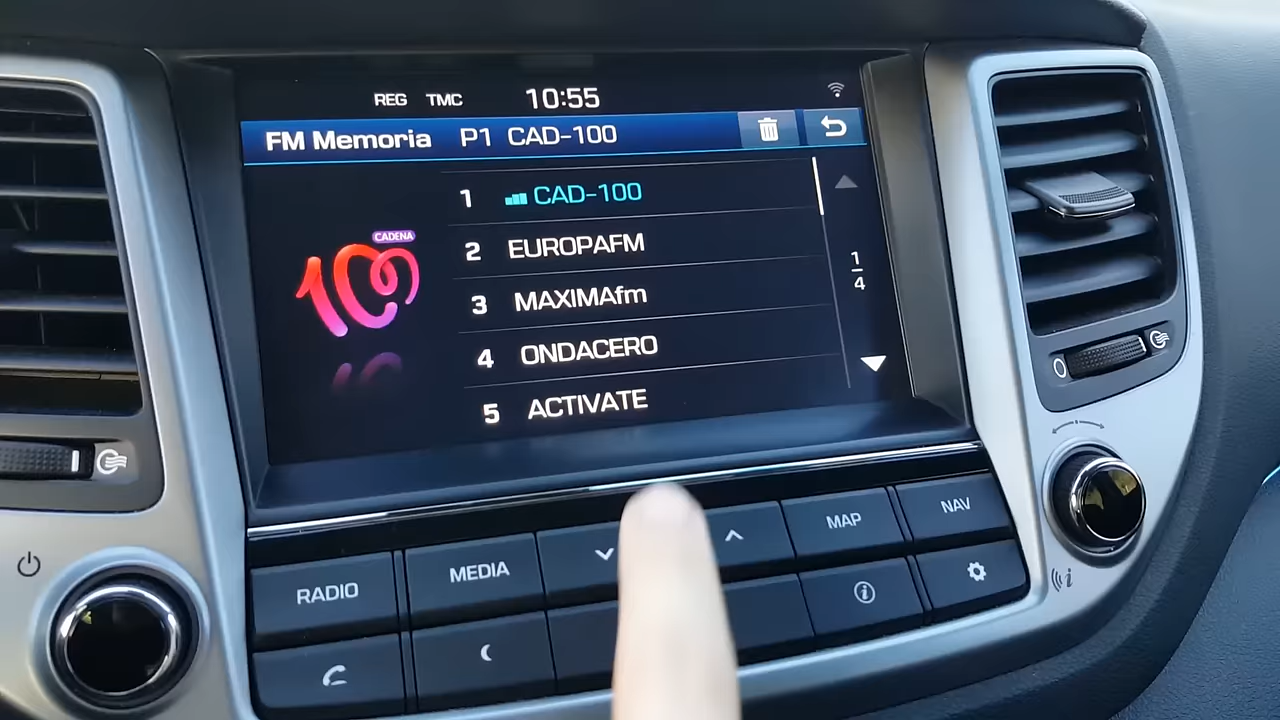 REG TMC 10:55
FM Memoria P1 CAD-100
CADENA
100
1 CAD-100
2 EUROPAFM
3 MAXIMAfm
4 ONDACERO
5 ACTIVATE
1
4
RADIO MEDIA MAP NAV
i
i